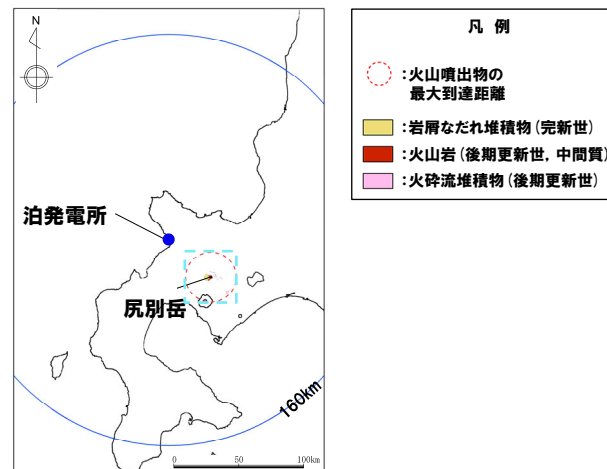 N
泊発電所
尻別岳
160km
0 50 100km
凡 例
：火山噴出物の
最大到達距離
：岩屑なだれ堆積物（完新世）
：火山岩（後期更新世，中間質）
：火砕流堆積物（後期更新世）